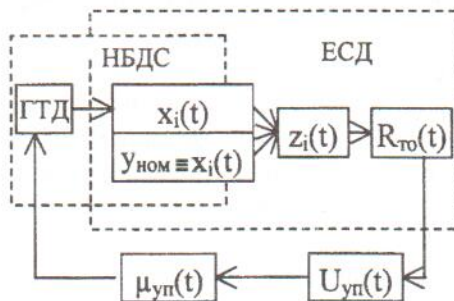 НБДС
ЕСД
ГТД
xᵢ(t)
yном ≡ xᵢ(t)
zᵢ(t)
Rто(t)
μуп(t)
Uуп(t)